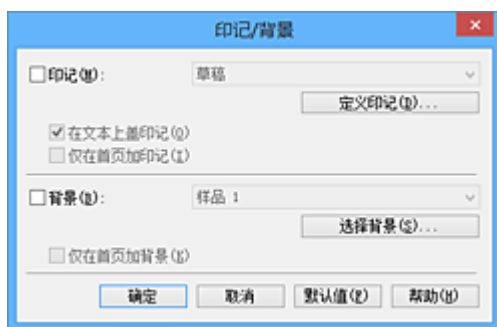 印记/背景
印记(M): 草稿
定义印记(D)...
在文本上盖印记(O)
仅在首页加印记(I)
背景(B): 样品 1
选择背景(S)...
仅在首页加背景(K)
确定 取消 默认值(F) 帮助(H)